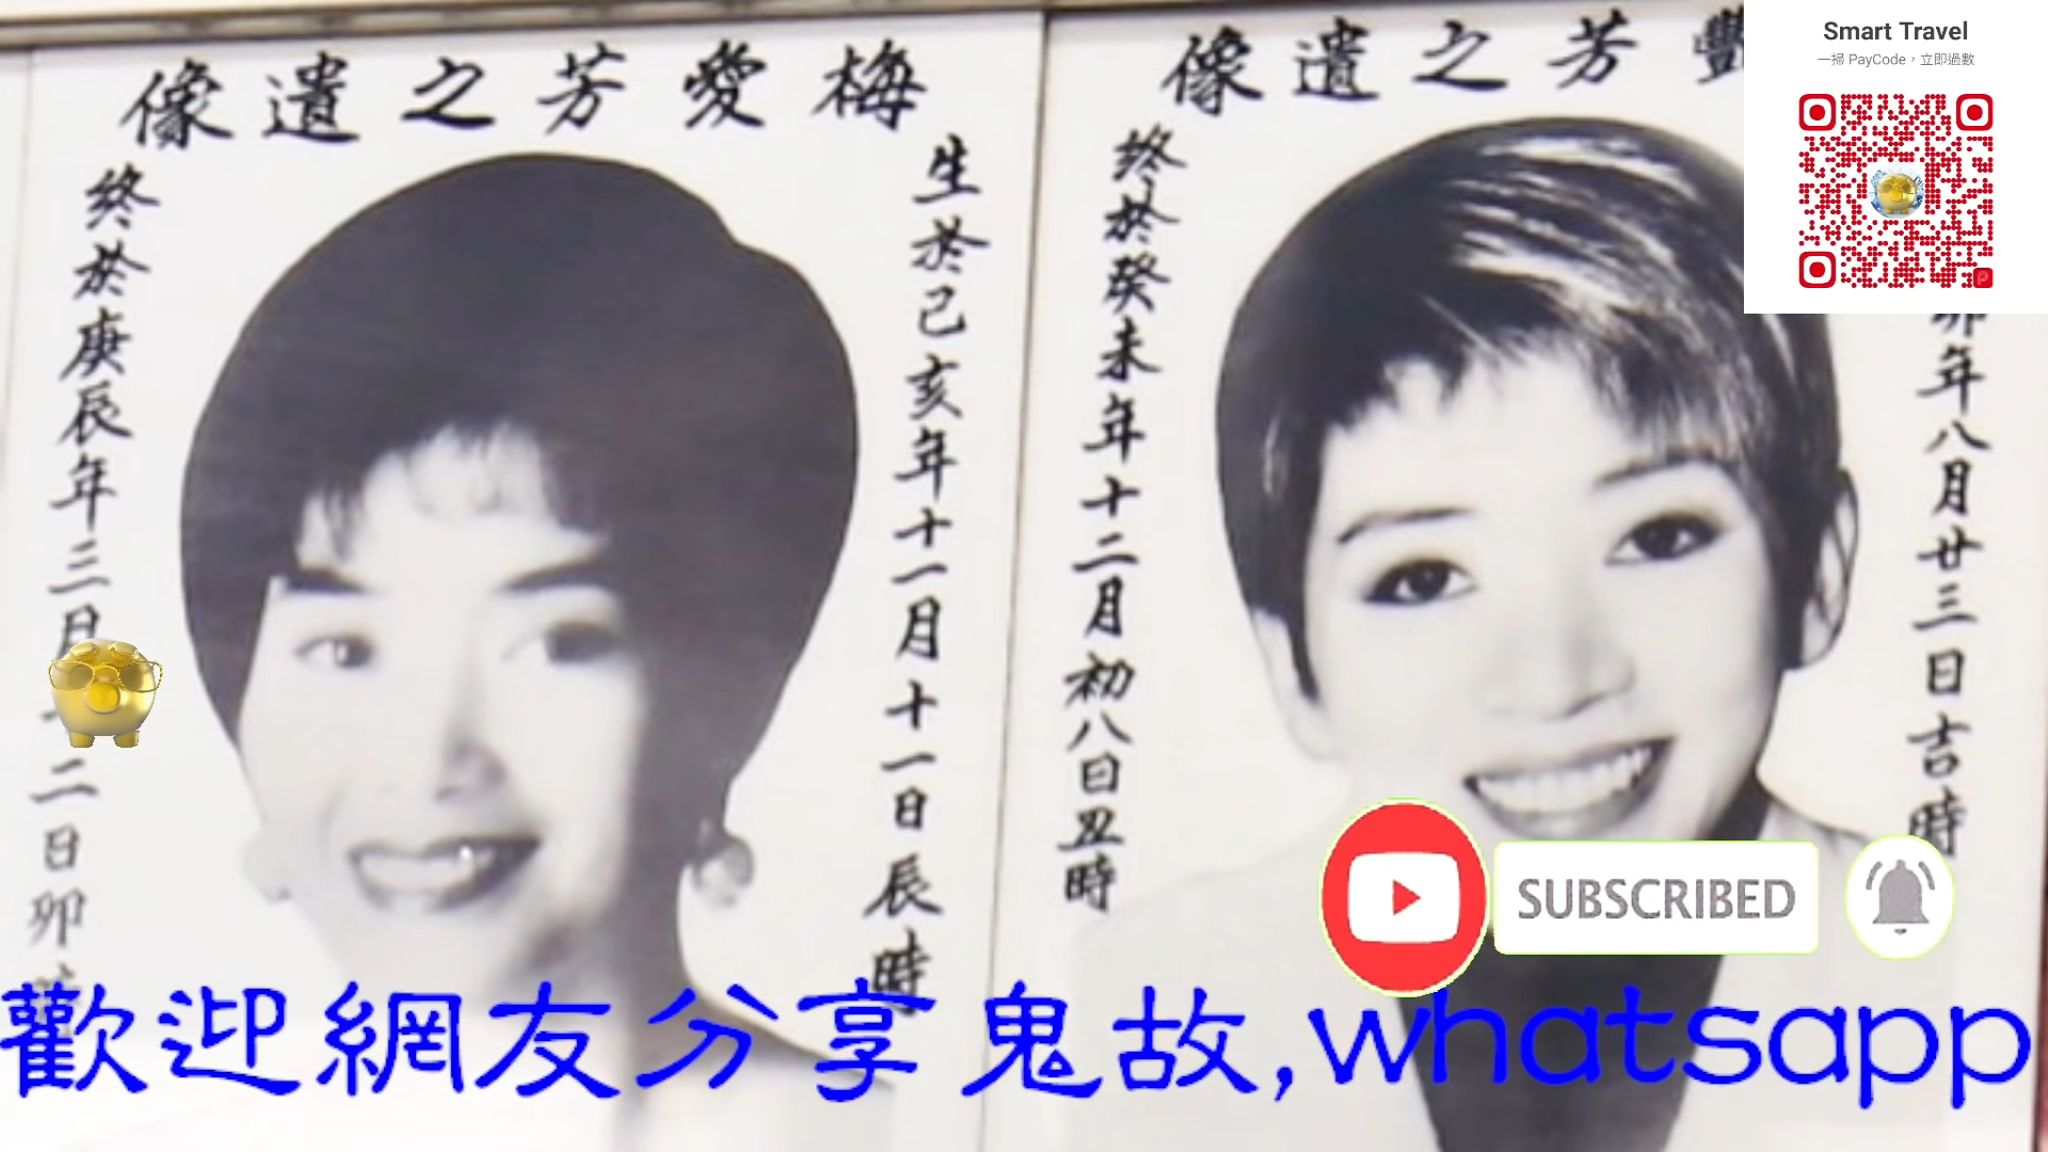 梅愛芳之遺像
生於己亥年十一月十一日辰時
終於庚辰年三月
二日卯
艷芳之遺像
卯年八月廿三日吉時
終於癸未年十二月初八日丑時
Smart Travel
一掃 PayCode，立即過數
SUBSCRIBED
歡迎網友分享鬼故,whatsapp